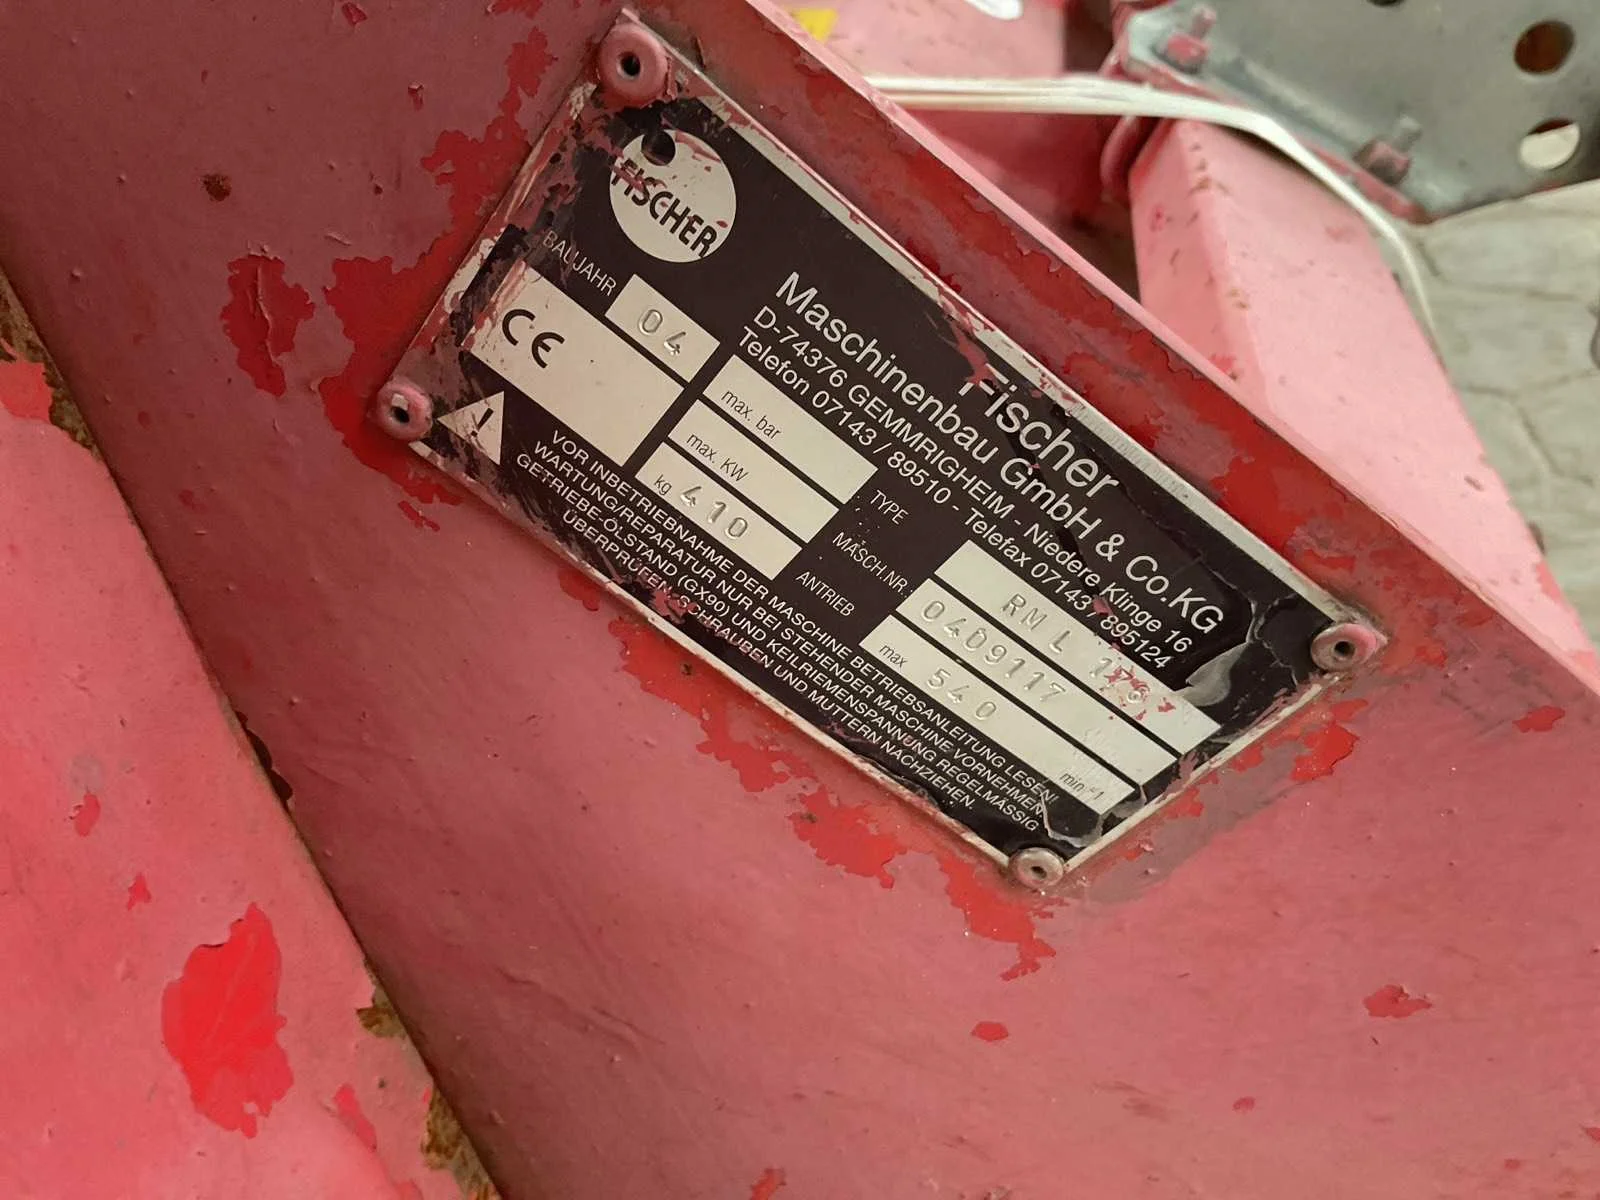 FISCHER
Fischer
Maschinenbau GmbH & Co.KG
D-74376 GEMMRIGHEIM - Niedere Klinge 16
Telefon 07143 / 89510 - Telefax 07143 / 895124
BAUJAHR 04
CE
max. bar
max. KW
kg 410
TYPE RM L
MASCH.NR. 0409117
ANTRIEB max 540 min -1
!
VOR INBETRIEBNAHME DER MASCHINE BETRIEBSANLEITUNG LESEN!
WARTUNG/REPARATUR NUR BEI STEHENDER MASCHINE VORNEHMEN.
GETRIEBE-ÖLSTAND (GX90) UND KEILRIEMENSPANNUNG REGELMÄSSIG
ÜBERPRÜFEN, SCHRAUBEN UND MUTTERN NACHZIEHEN.